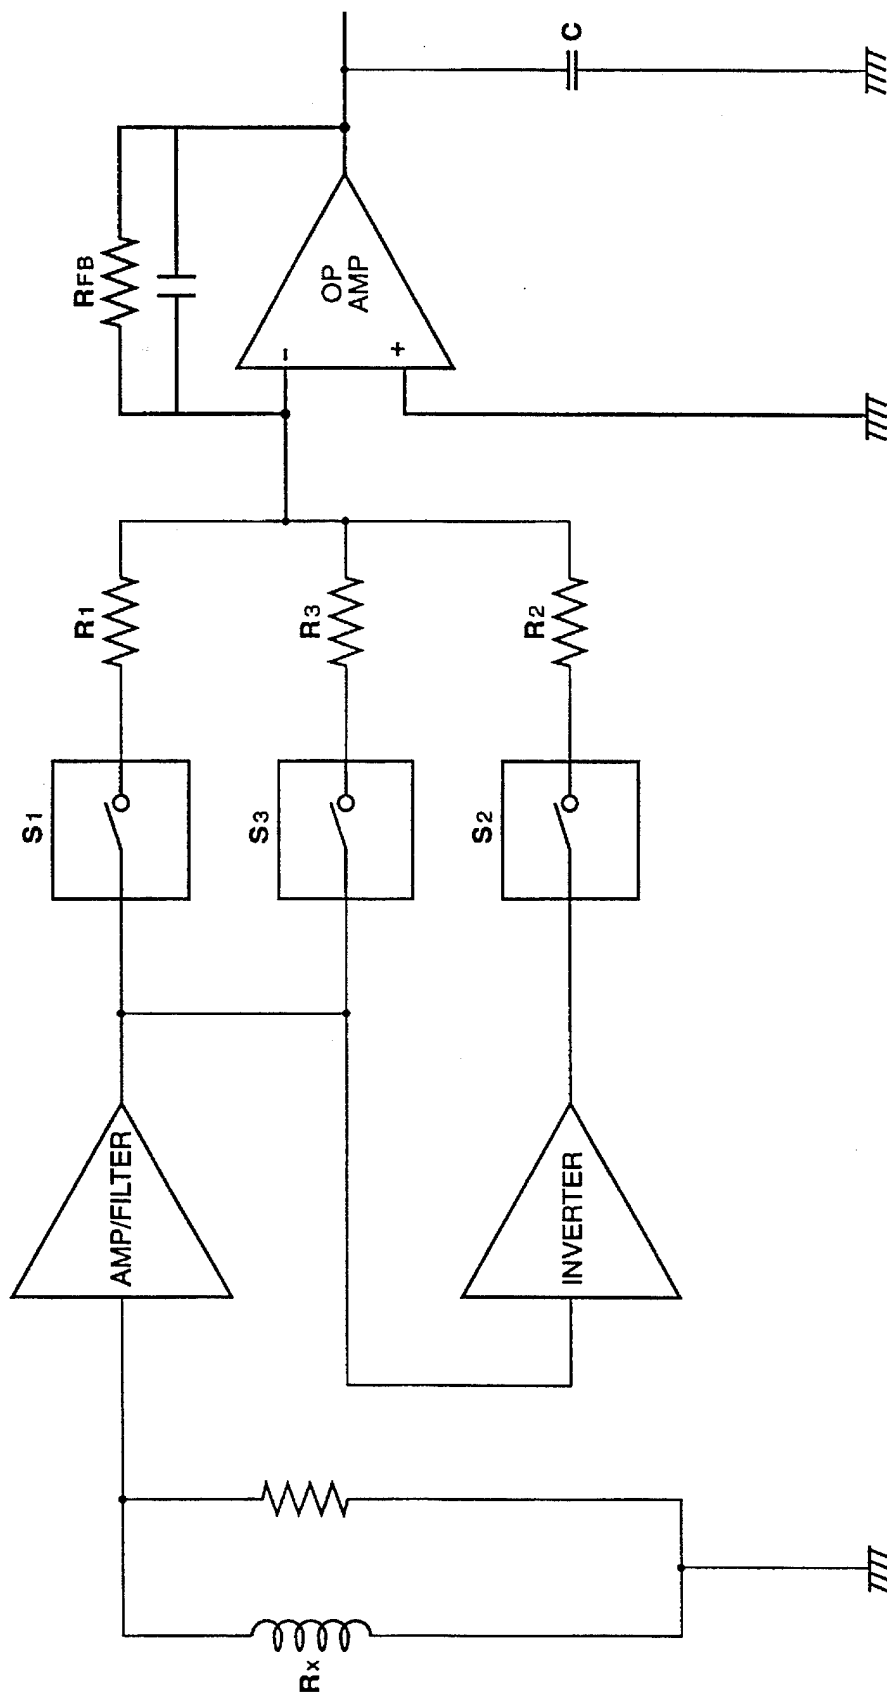 Rx
AMP/FILTER
INVERTER
S1
S3
S2
R1
R3
R2
RFB
-
+
OP
AMP
C